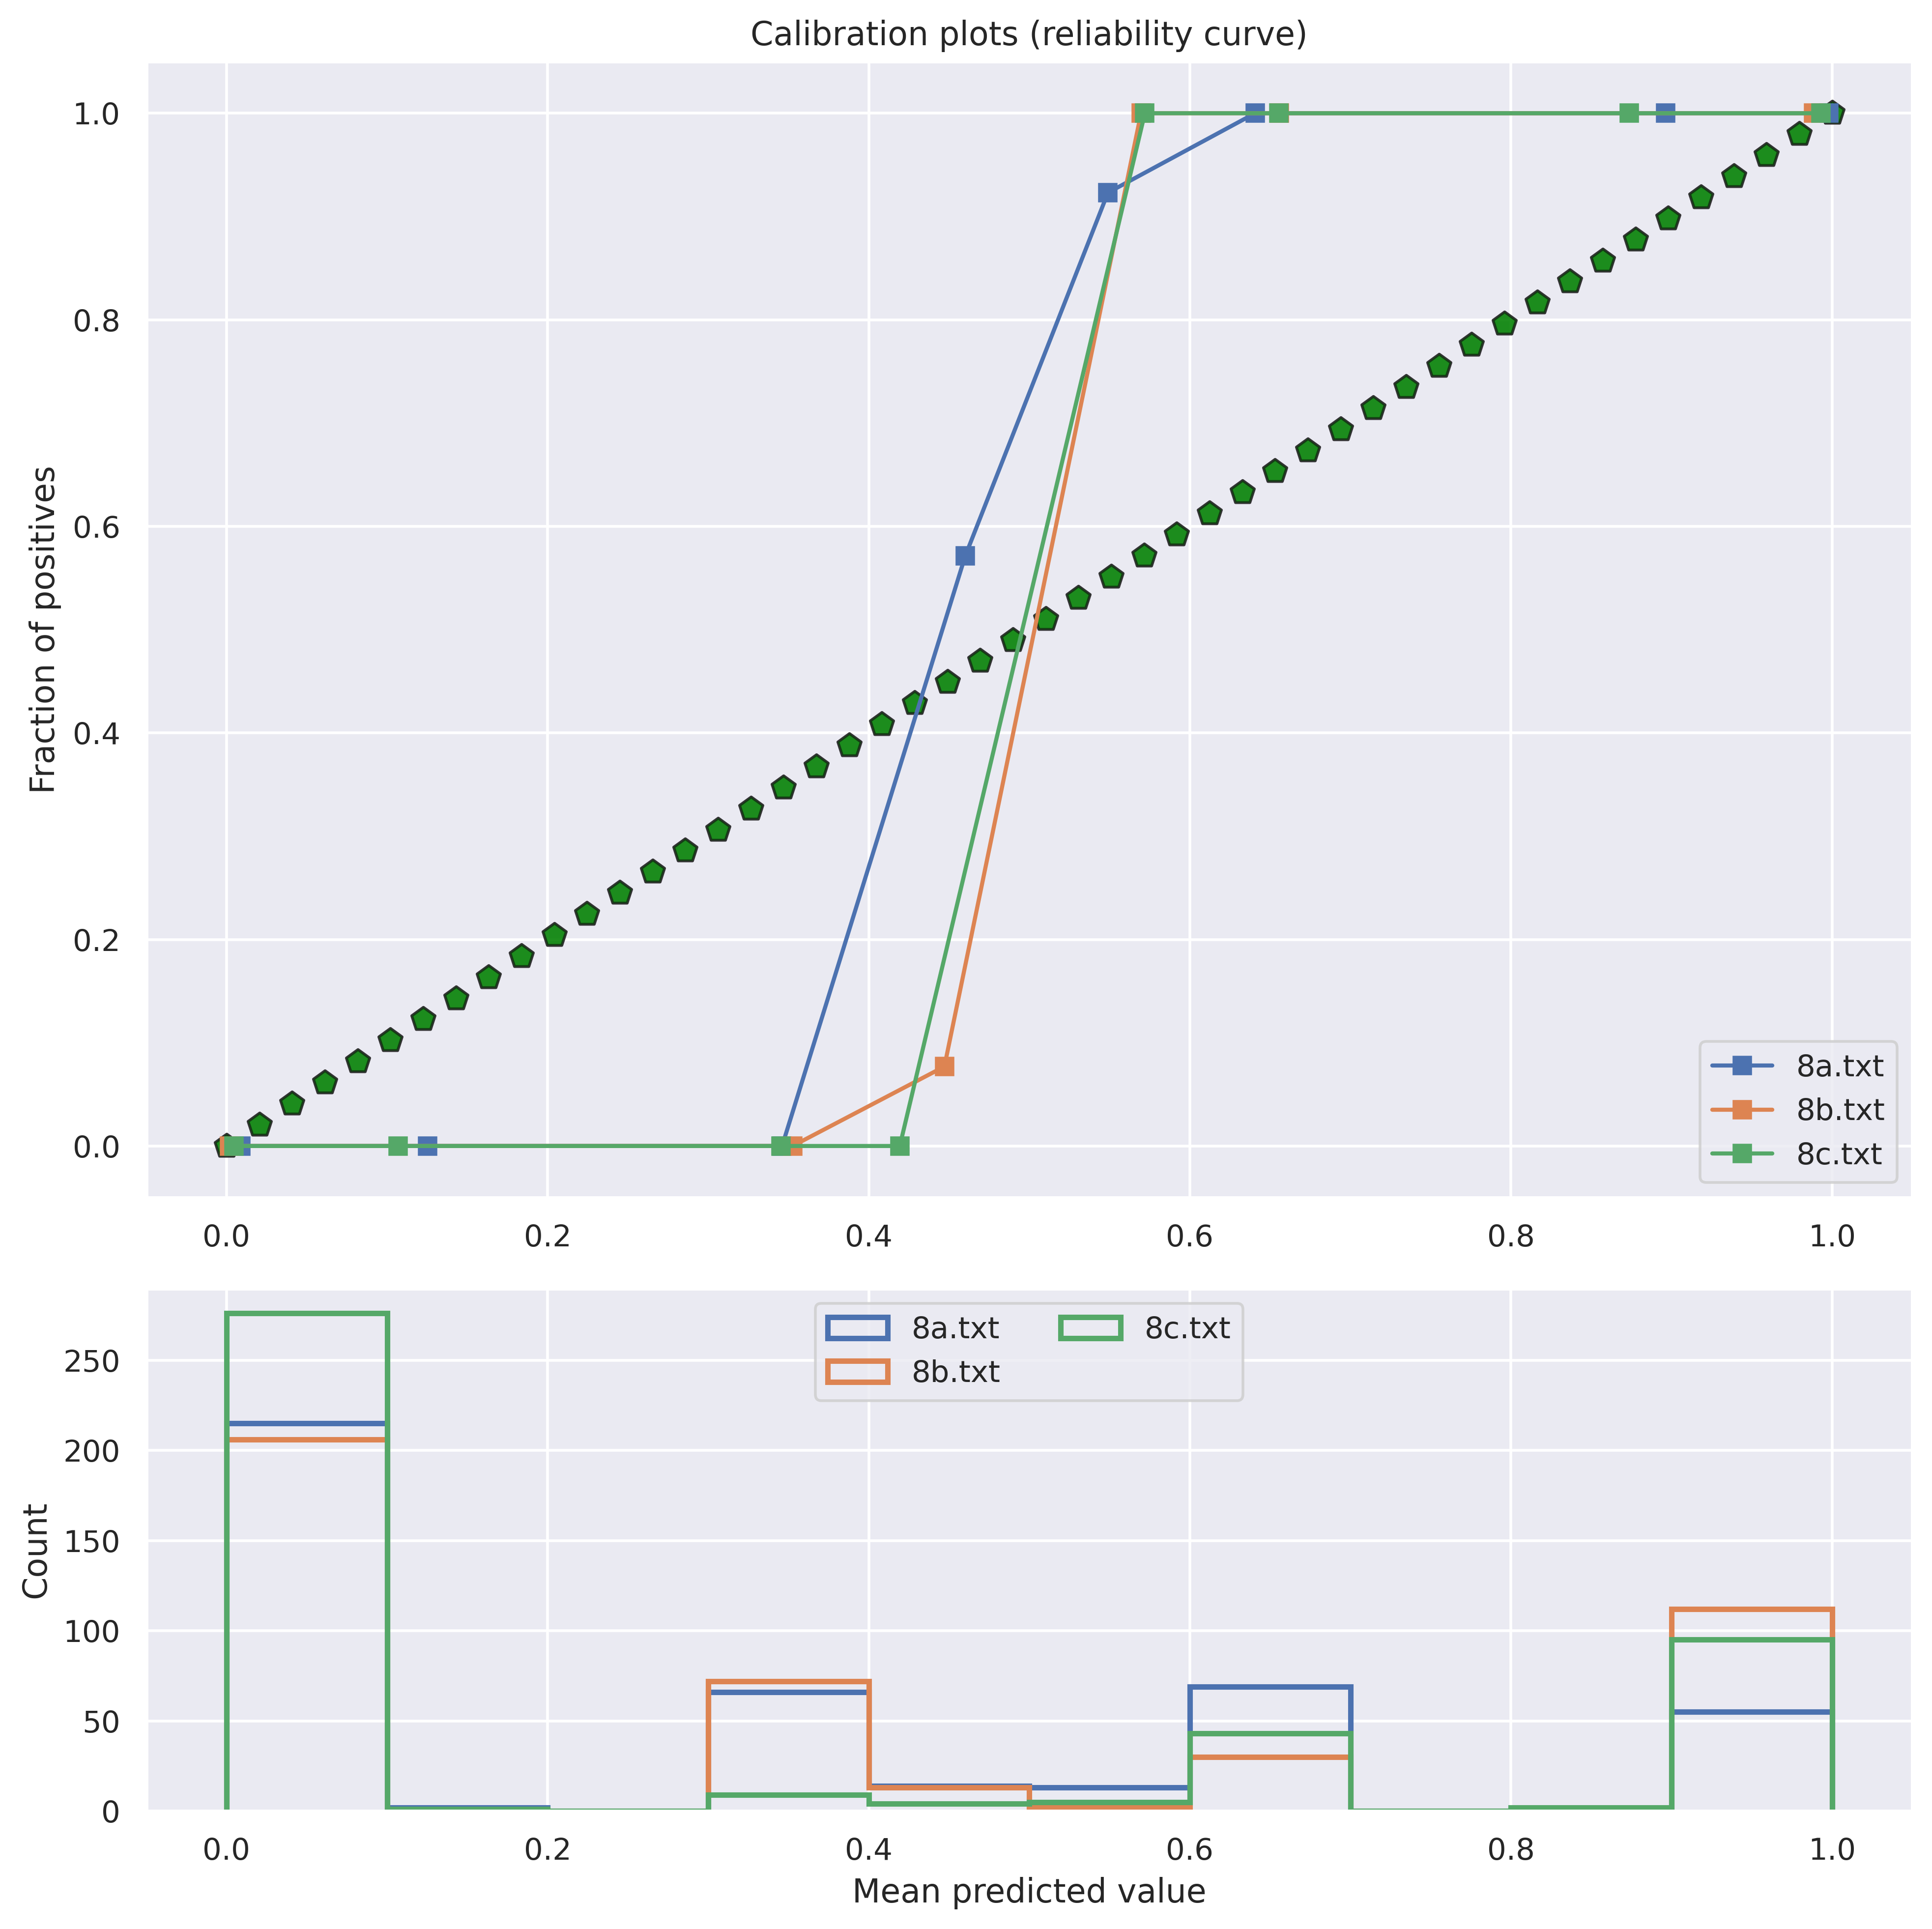 Calibration plots (reliability curve)
1.0
0.8
0.6
0.4
0.2
0.0
Fraction of positives
8a.txt
8b.txt
8c.txt
0.0 0.2 0.4 0.6 0.8 1.0
8a.txt 8c.txt
8b.txt
250
200
150
100
50
0
Count
0.0 0.2 0.4 0.6 0.8 1.0
Mean predicted value